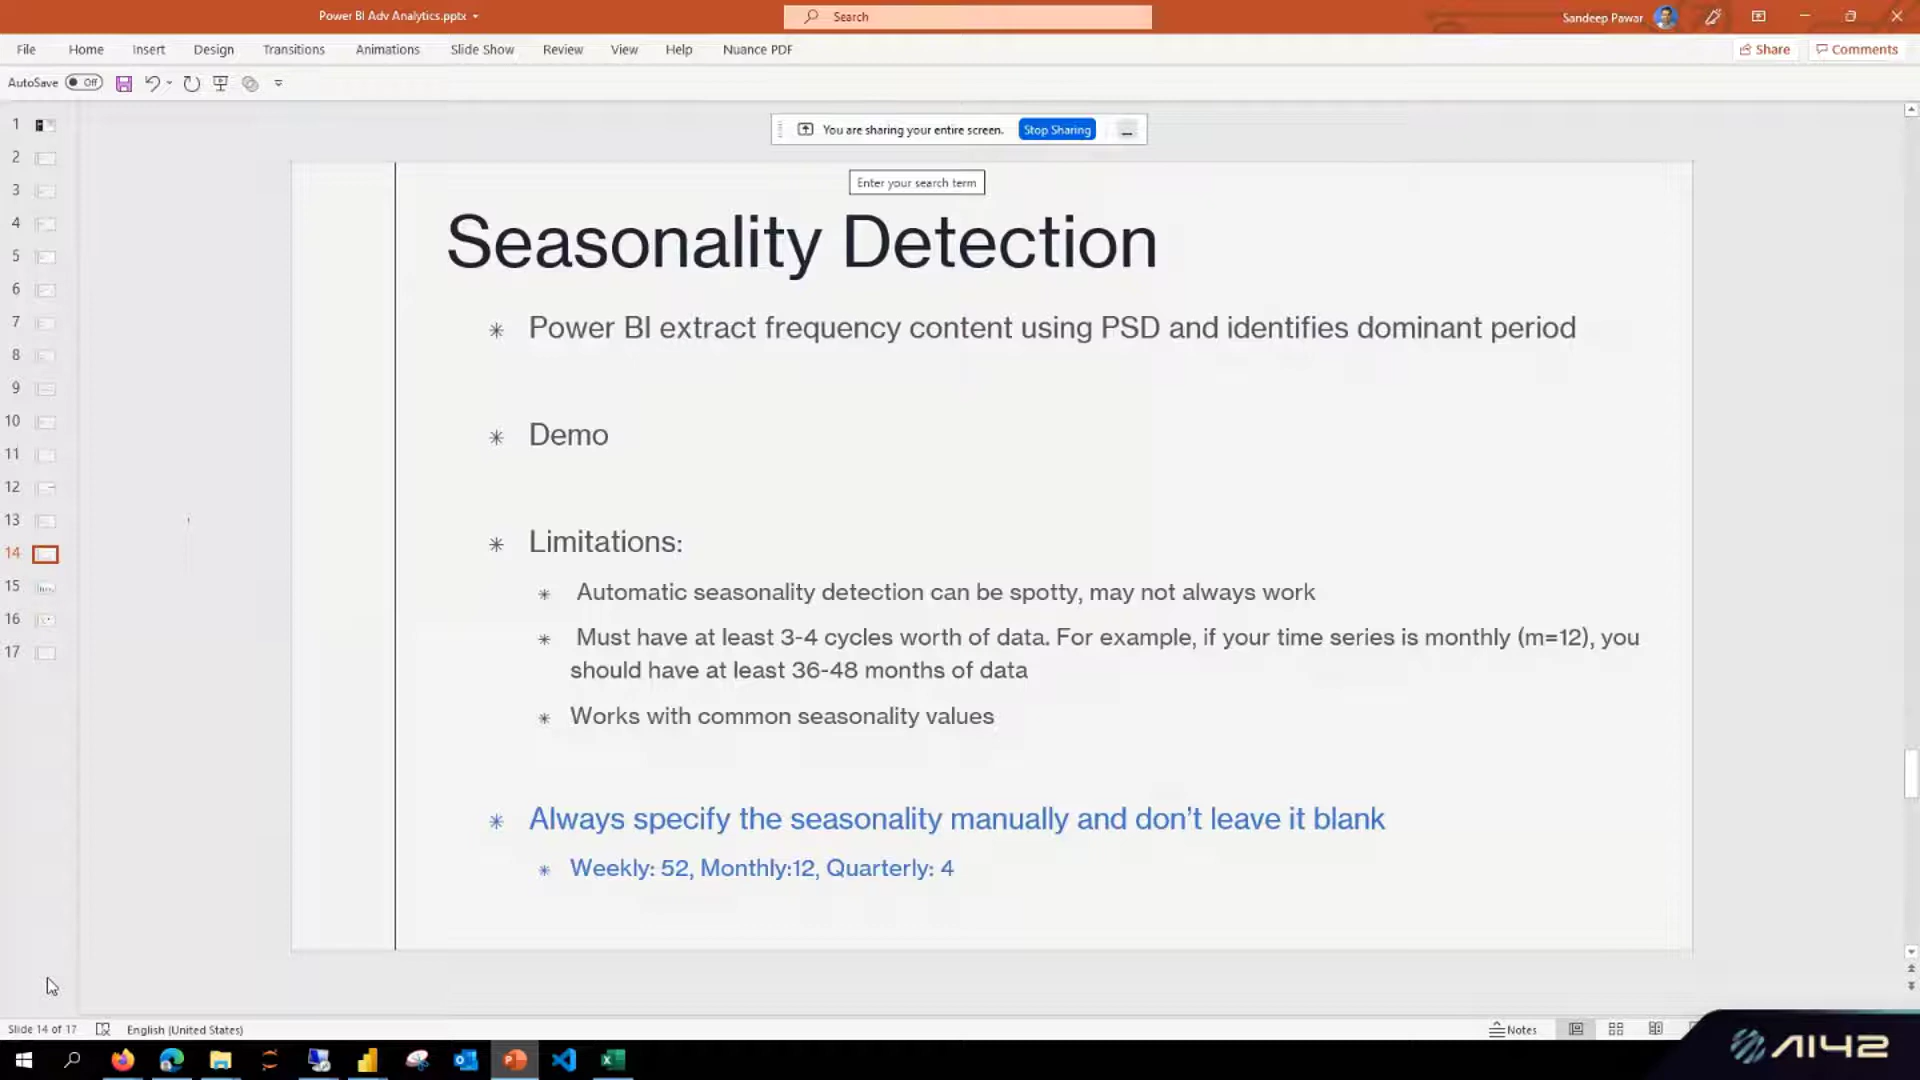 Power BI Adv Analytics.pptx
Search
Sandeep Pawar
File Home Insert Design Transitions Animations Slide Show Review View Help Nuance PDF
Share Comments
AutoSave Off
You are sharing your entire screen. Stop Sharing
Enter your search term
1
2
3
4
5
6
7
8
9
10
11
12
13
14
15
16
17
Seasonality Detection
Power BI extract frequency content using PSD and identifies dominant period
Demo
Limitations:
Automatic seasonality detection can be spotty, may not always work
Must have at least 3-4 cycles worth of data. For example, if your time series is monthly (m=12), you
should have at least 36-48 months of data
Works with common seasonality values
Always specify the seasonality manually and don't leave it blank
Weekly: 52, Monthly:12, Quarterly: 4
Slide 14 of 17 English (United States) Notes
AI42